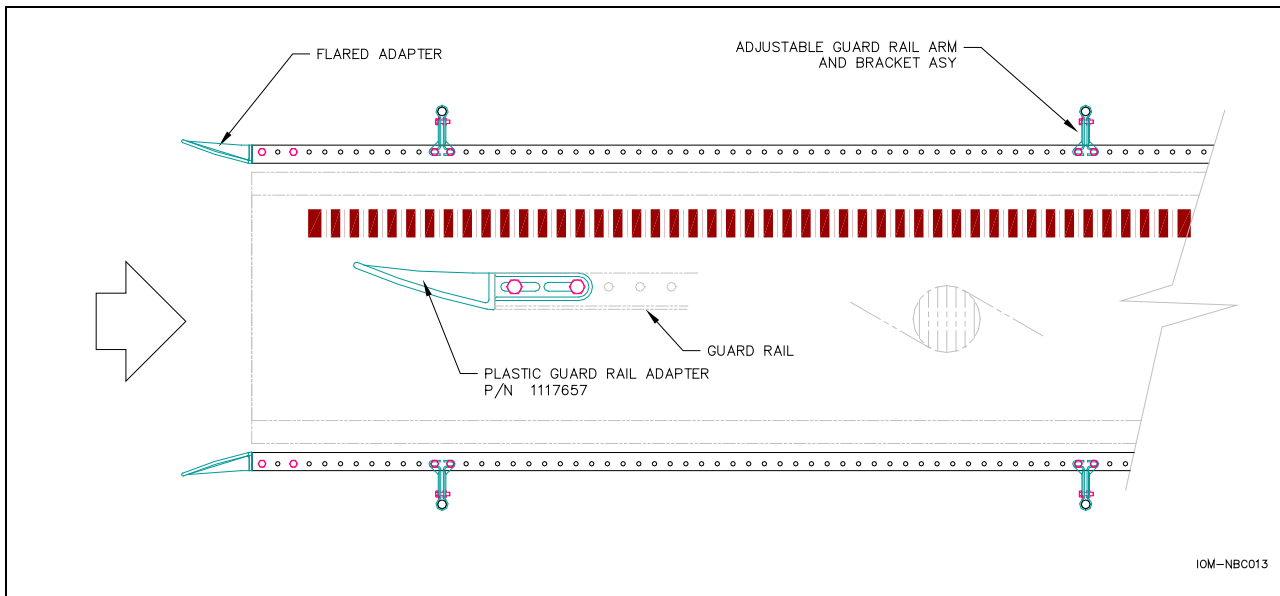 FLARED ADAPTER
ADJUSTABLE GUARD RAIL ARM
AND BRACKET ASY
GUARD RAIL
PLASTIC GUARD RAIL ADAPTER
P/N 1117657
IOM-NBC013